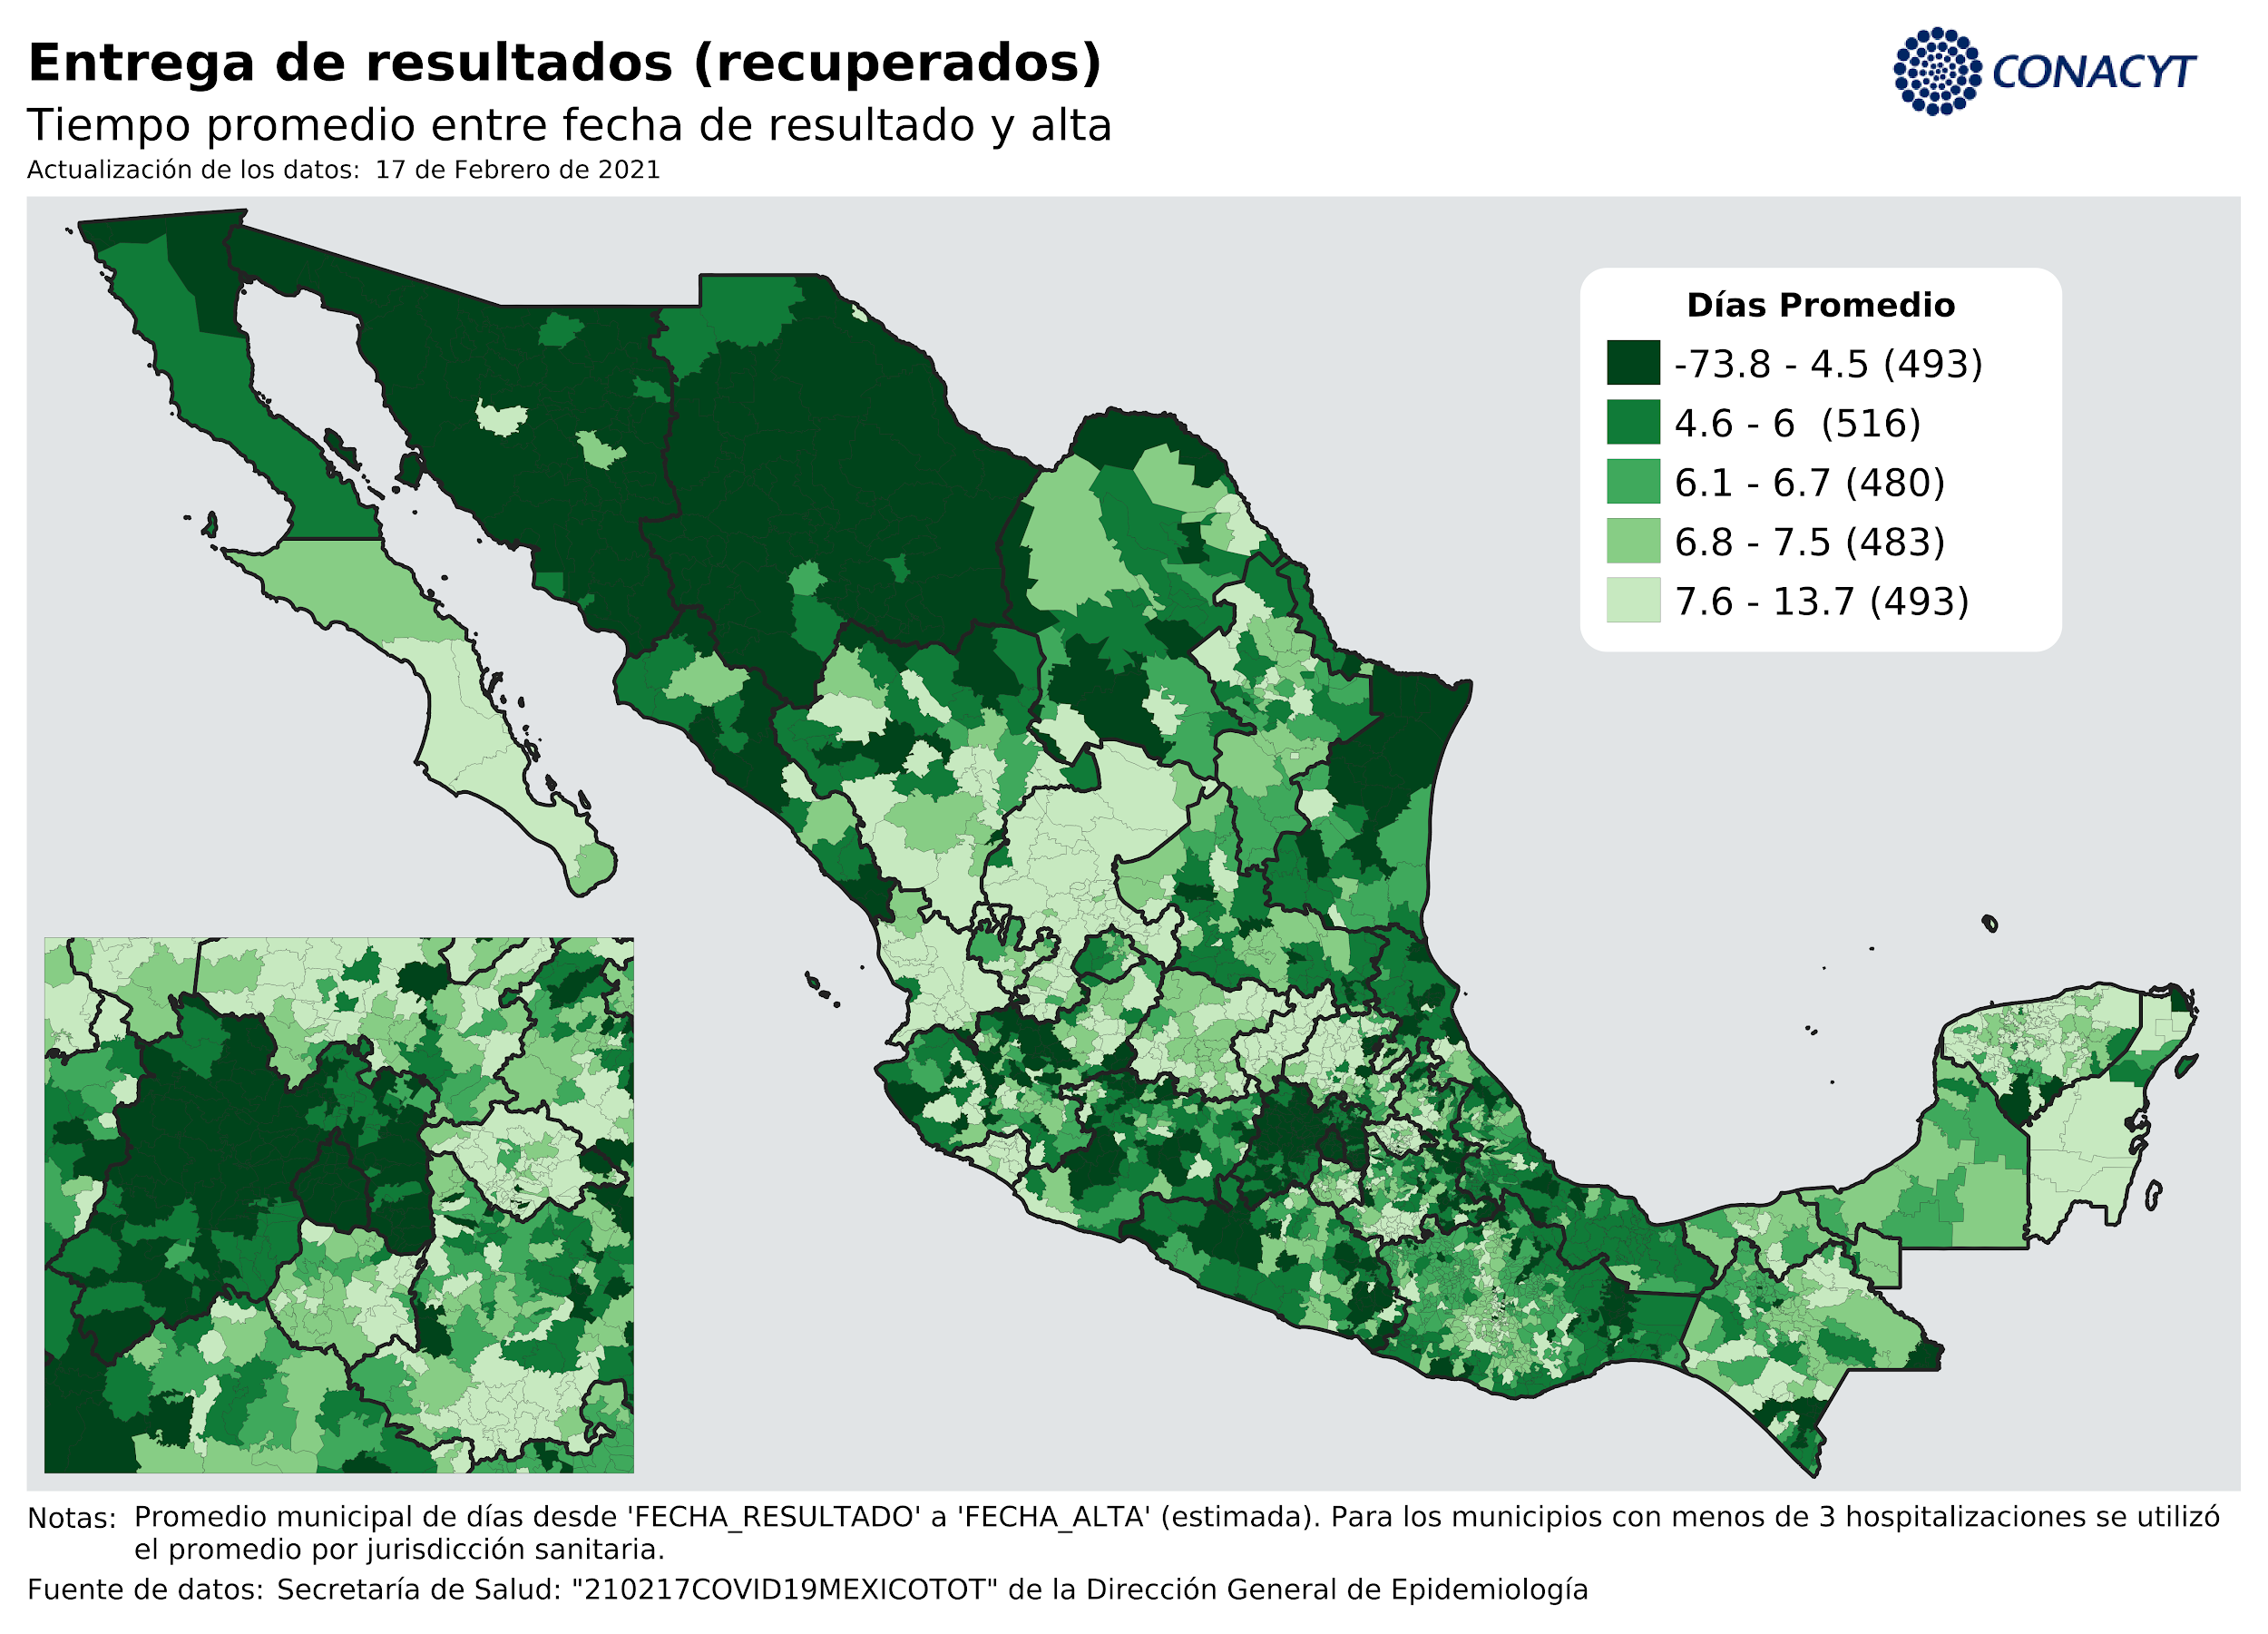 Entrega de resultados (recuperados)
Tiempo promedio entre fecha de resultado y alta
Actualización de los datos: 17 de Febrero de 2021
CONACYT
Días Promedio
-73.8 - 4.5 (493)
4.6 - 6 (516)
6.1 - 6.7 (480)
6.8 - 7.5 (483)
7.6 - 13.7 (493)
Notas: Promedio municipal de días desde 'FECHA_RESULTADO' a 'FECHA_ALTA' (estimada). Para los municipios con menos de 3 hospitalizaciones se utilizó
el promedio por jurisdicción sanitaria.
Fuente de datos: Secretaría de Salud: "210217COVID19MEXICOTOT" de la Dirección General de Epidemiología